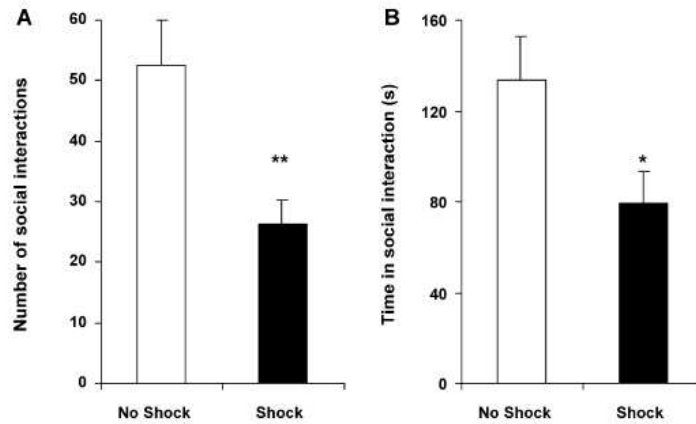 A
Number of social interactions
60
50
40
30
20
10
0
**
No Shock
Shock
B
Time in social interaction (s)
160
120
80
40
0
*
No Shock
Shock